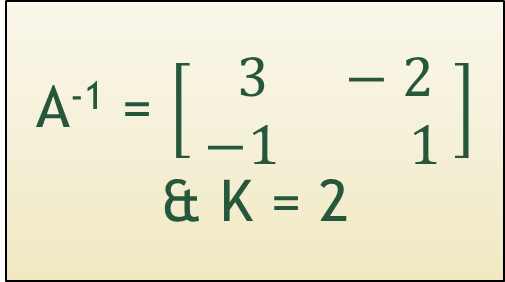 A⁻¹ = [ 3 − 2
−1 1 ]
& K = 2